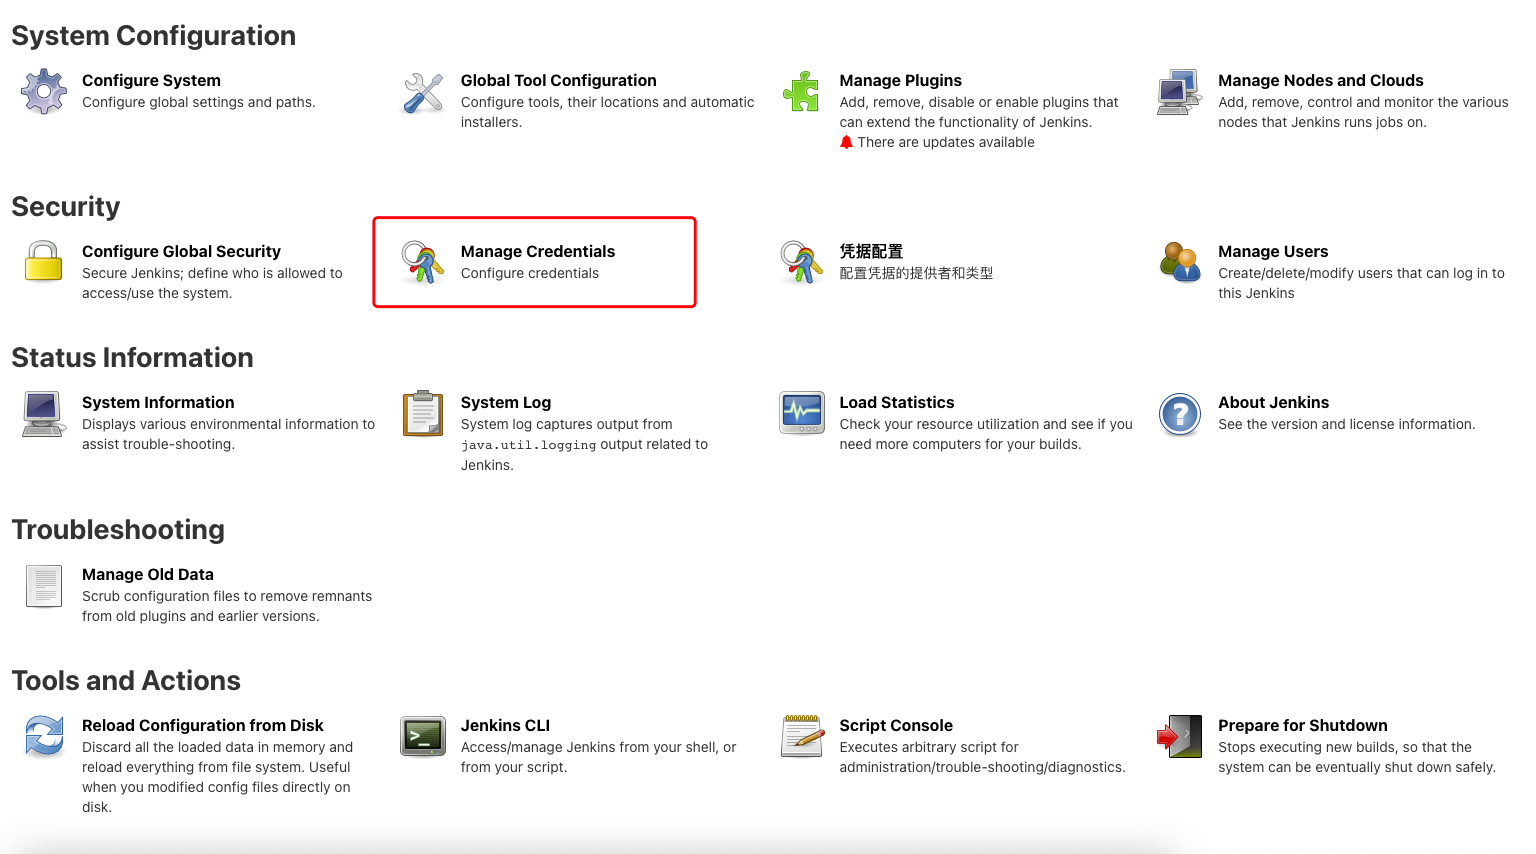 System Configuration
Configure System
Configure global settings and paths.
Global Tool Configuration
Configure tools, their locations and automatic
installers.
Manage Plugins
Add, remove, disable or enable plugins that
can extend the functionality of Jenkins.
There are updates available
Manage Nodes and Clouds
Add, remove, control and monitor the various
nodes that Jenkins runs jobs on.
Security
Configure Global Security
Secure Jenkins; define who is allowed to
access/use the system.
Manage Credentials
Configure credentials
凭据配置
配置凭据的提供者和类型
Manage Users
Create/delete/modify users that can log in to
this Jenkins
Status Information
System Information
Displays various environmental information to
assist trouble-shooting.
System Log
System log captures output from
java.util.logging output related to
Jenkins.
Load Statistics
Check your resource utilization and see if you
need more computers for your builds.
About Jenkins
See the version and license information.
Troubleshooting
Manage Old Data
Scrub configuration files to remove remnants
from old plugins and earlier versions.
Tools and Actions
Reload Configuration from Disk
Discard all the loaded data in memory and
reload everything from file system. Useful
when you modified config files directly on
disk.
Jenkins CLI
Access/manage Jenkins from your shell, or
from your script.
Script Console
Executes arbitrary script for
administration/trouble-shooting/diagnostics.
Prepare for Shutdown
Stops executing new builds, so that the
system can be eventually shut down safely.